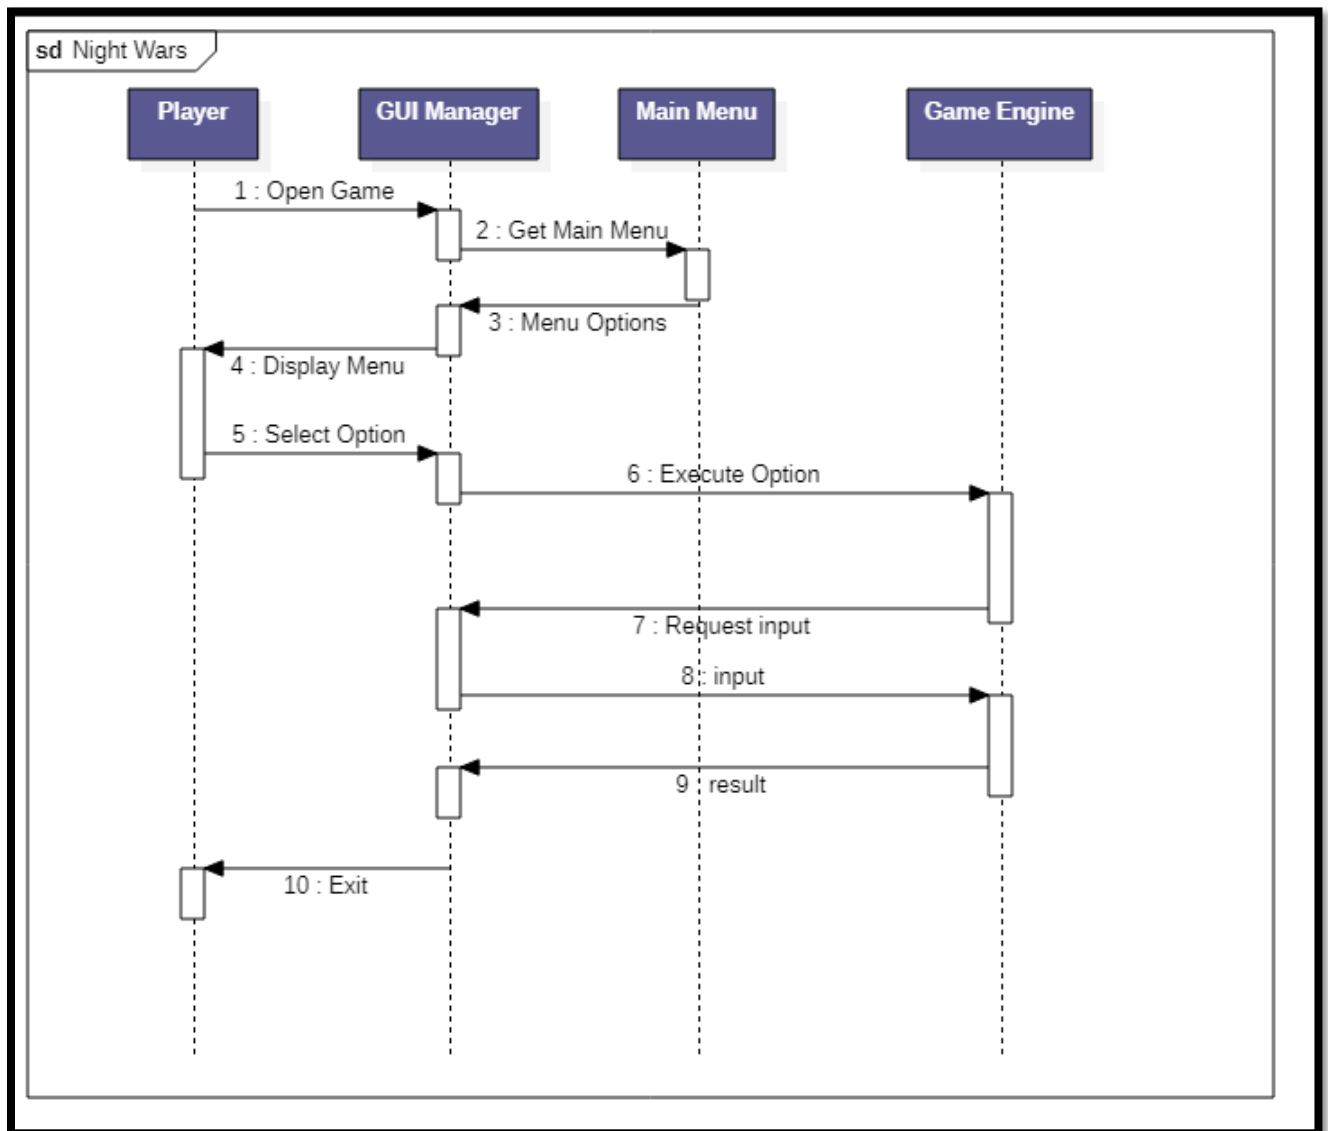 sd Night Wars
Player
GUI Manager
Main Menu
Game Engine
1 : Open Game
2 : Get Main Menu
3 : Menu Options
4 : Display Menu
5 : Select Option
6 : Execute Option
7 : Request input
8 : input
9 : result
10 : Exit